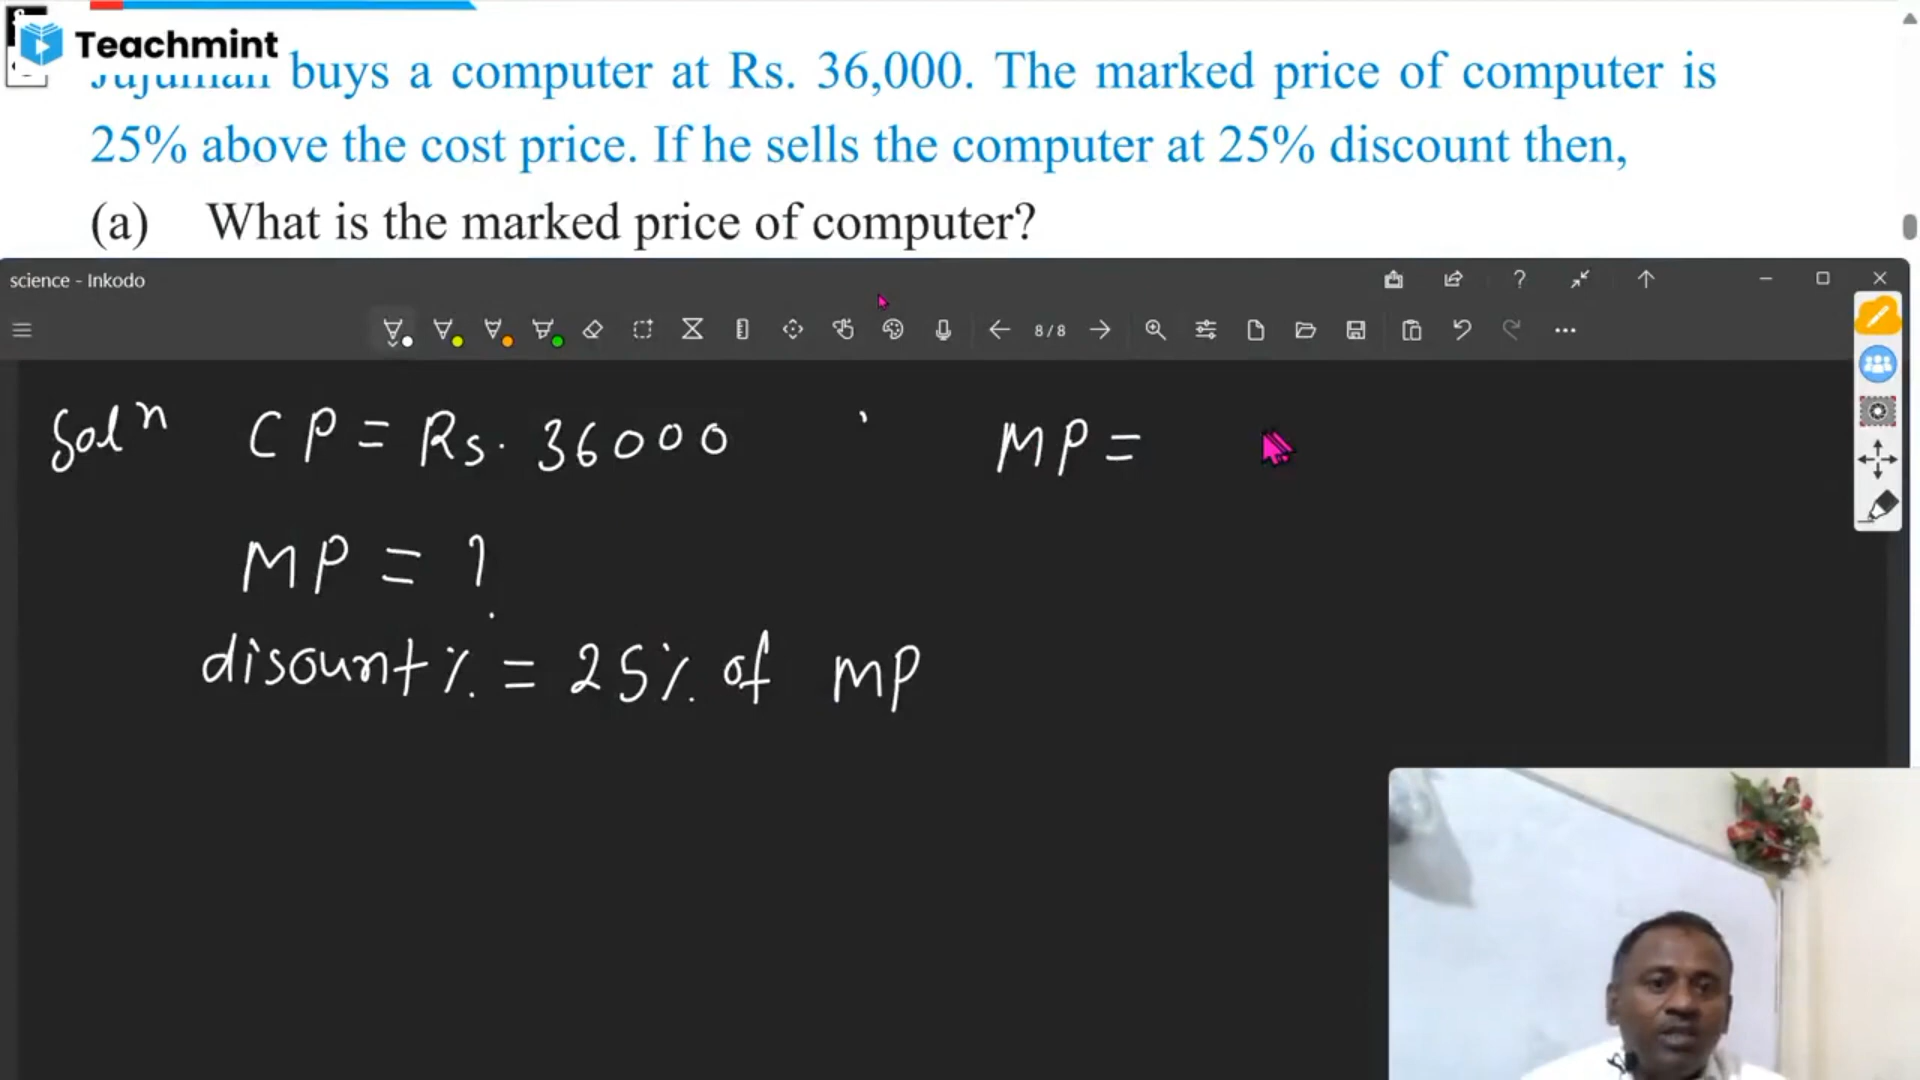 Teachmint
buys a computer at Rs. 36,000. The marked price of computer is
25% above the cost price. If he sells the computer at 25% discount then,
(a) What is the marked price of computer?
science - Inkodo
8/8
Solⁿ CP = Rs. 36000 MP =
MP = ?
disount % = 25% of MP